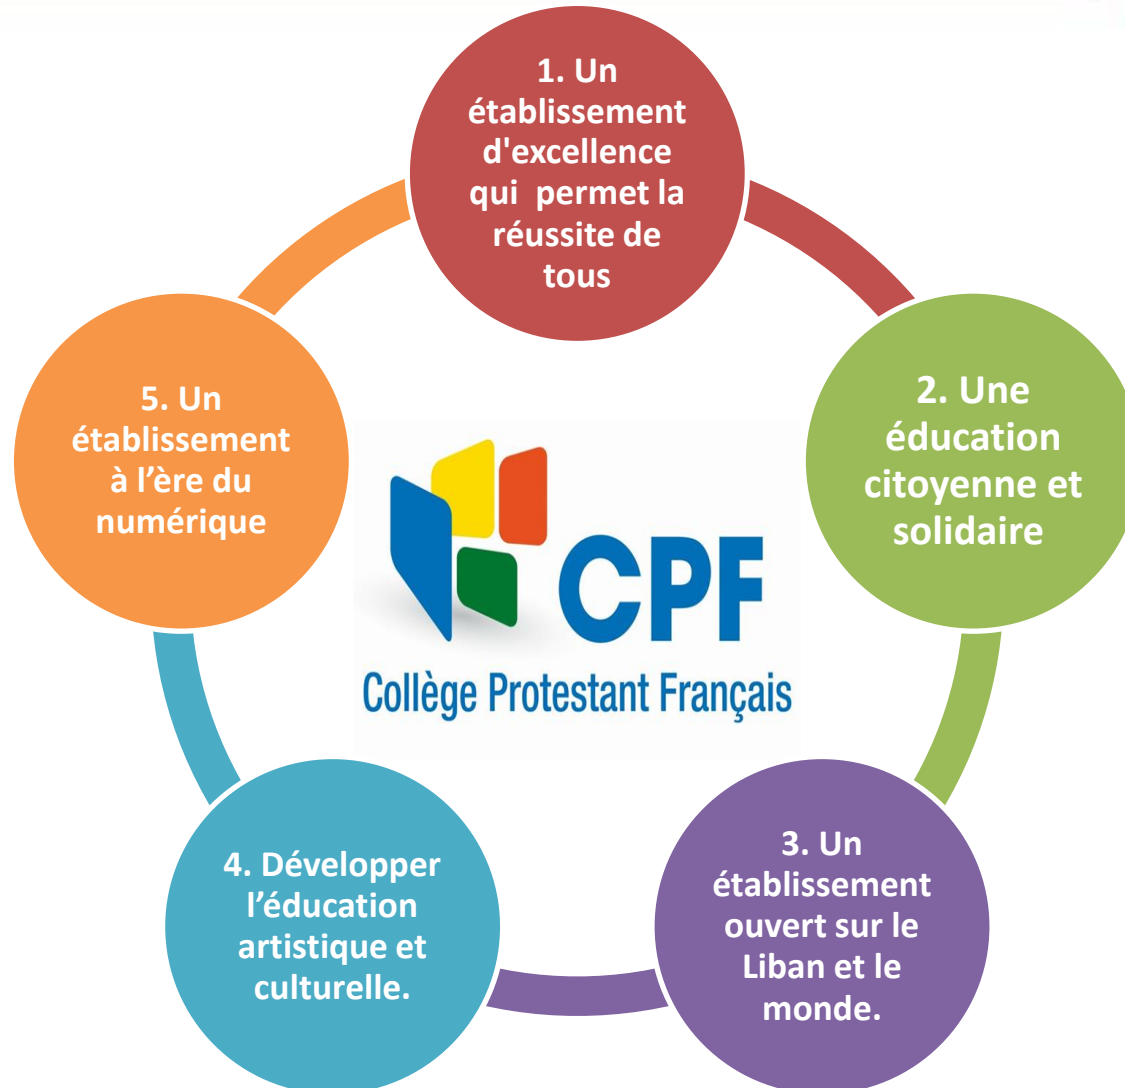 1. Un
établissement
d'excellence
qui permet la
réussite de
tous
2. Une
éducation
citoyenne et
solidaire
3. Un
établissement
ouvert sur le
Liban et le
monde.
4. Développer
l’éducation
artistique et
culturelle.
5. Un
établissement
à l’ère du
numérique
CPF
Collège Protestant Français